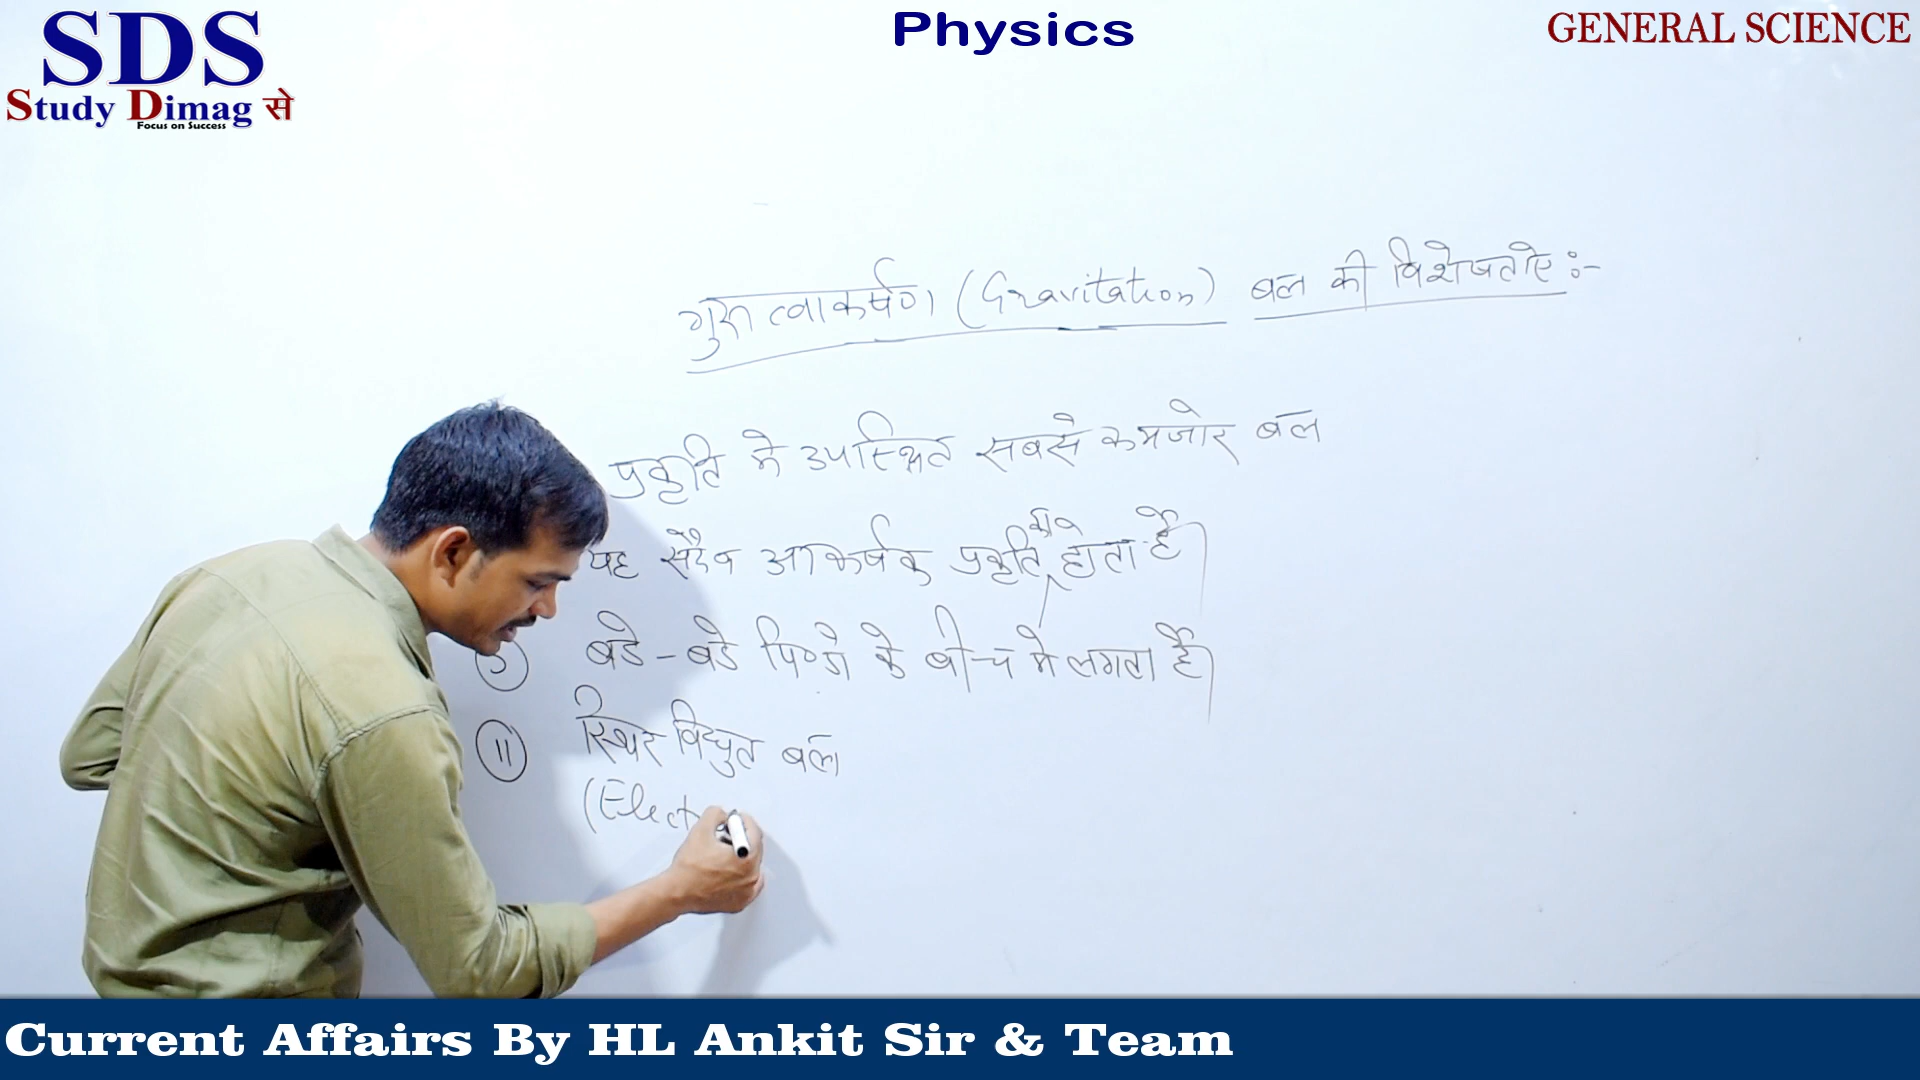 SDS
Study Dimag से
Focus on Success
Physics
GENERAL SCIENCE
गुरुत्वाकर्षण (Gravitation) बल की विशेषताएं :-
प्रकृति मे उपस्थित सबसे कमजोर बल
यह सदैव आकर्षक प्रकृति का होता है।
बडे-बडे पिण्डो के बीच मे लगता है।
(II) स्थिर विद्युत बल
(Elect
Current Affairs By HL Ankit Sir & Team